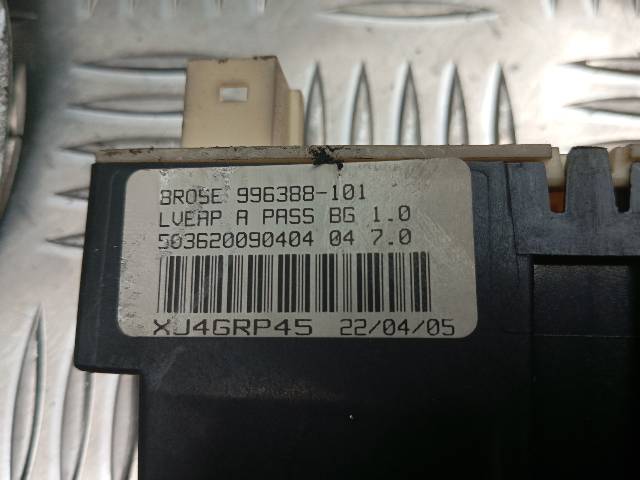 BROSE 996388-101
LVEAP A PASS BG 1.0
503620090404 04 7.0
XJ4GRP45 22/04/05